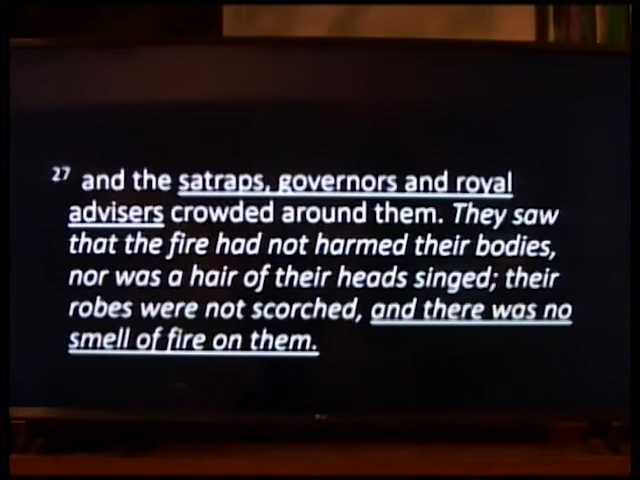 27 and the satraps, governors and royal
advisers crowded around them. They saw
that the fire had not harmed their bodies,
nor was a hair of their heads singed; their
robes were not scorched, and there was no
smell of fire on them.